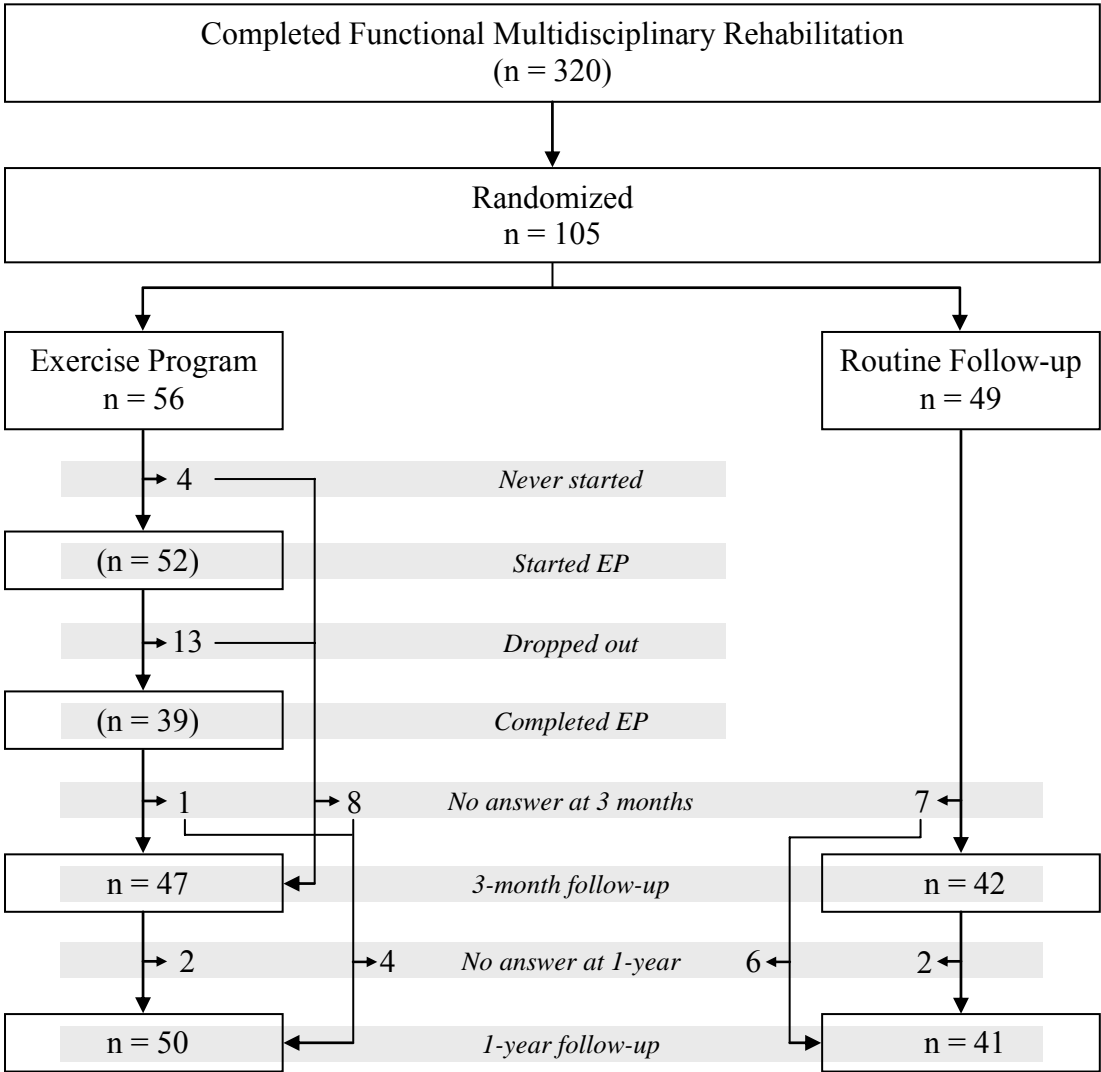 Completed Functional Multidisciplinary Rehabilitation
(n = 320)
Randomized
n = 105
Exercise Program
n = 56
Routine Follow-up
n = 49
4 Never started
(n = 52) Started EP
13 Dropped out
(n = 39) Completed EP
1 8 No answer at 3 months 7
n = 47 3-month follow-up n = 42
2 4 No answer at 1-year 6 2
n = 50 1-year follow-up n = 41